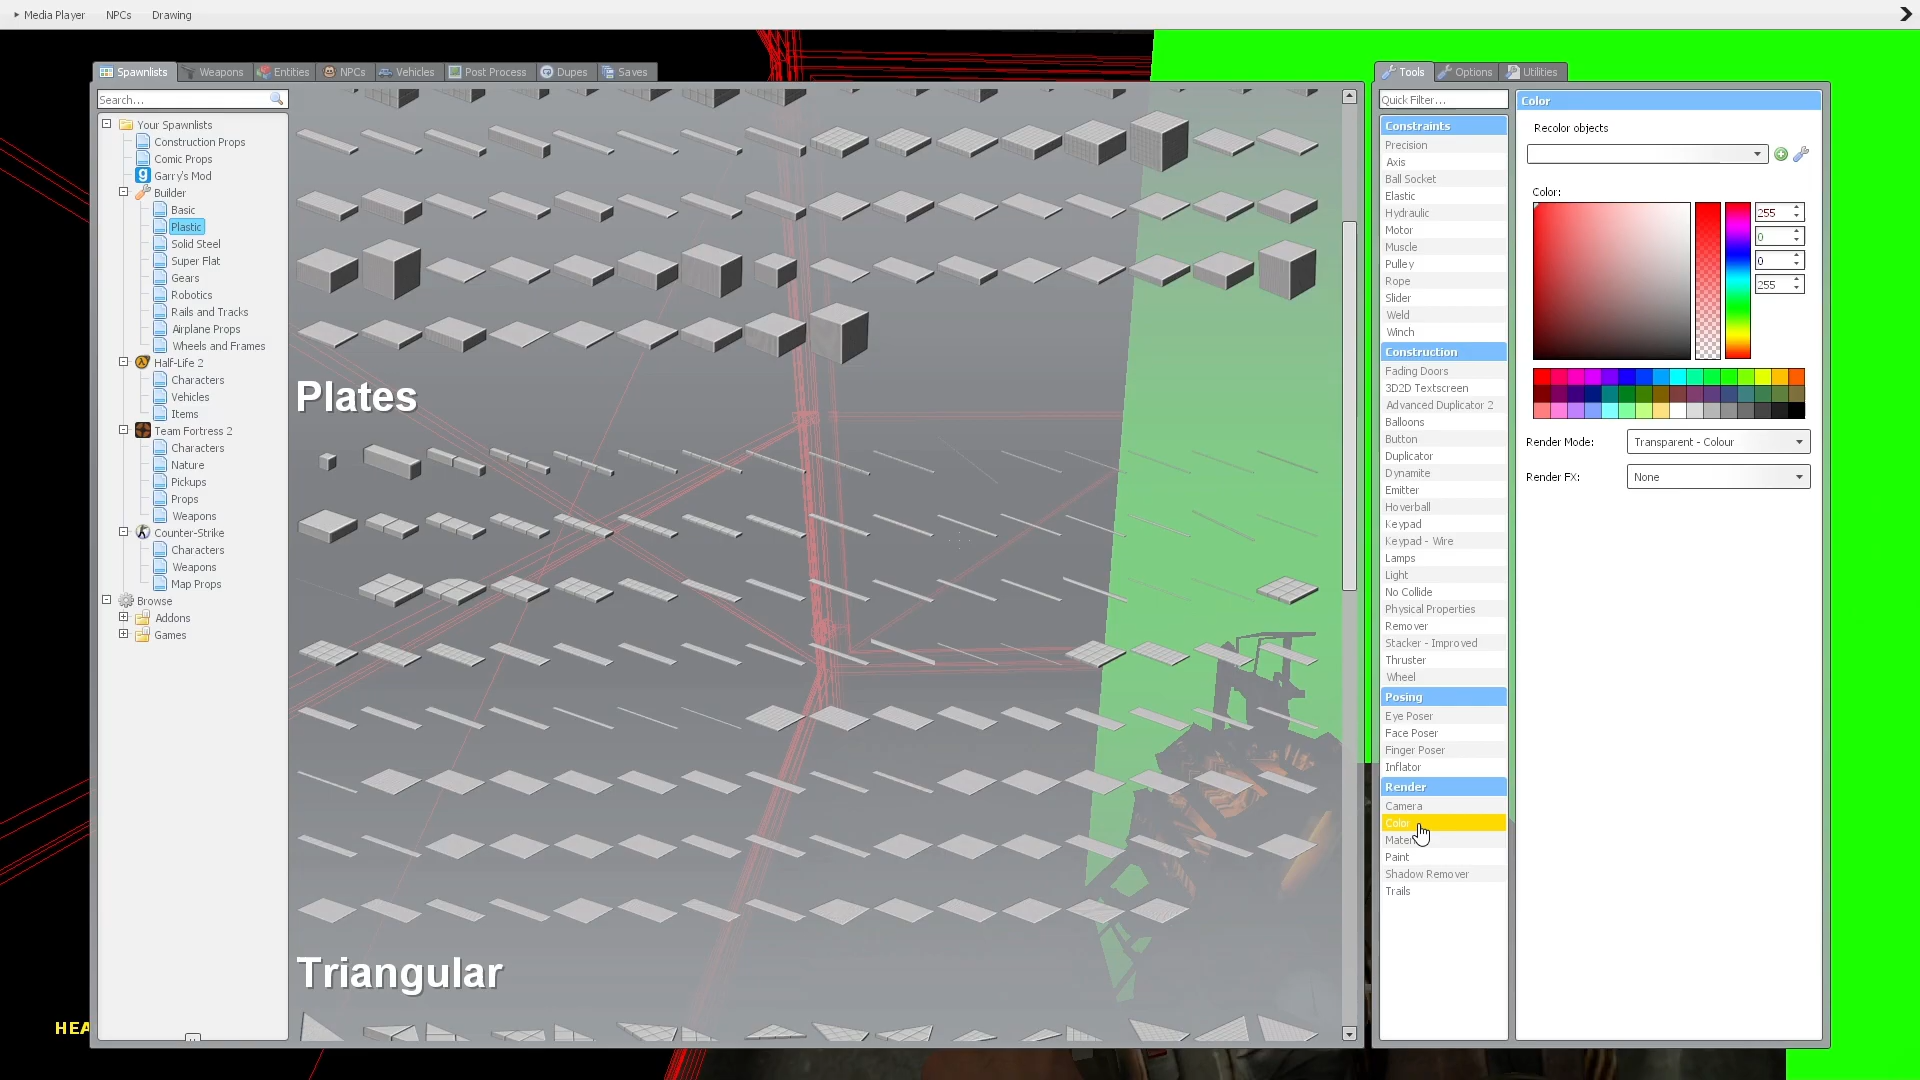 Media Player
NPCs
Drawing
Spawnlists
Weapons
Entities
NPCs
Vehicles
Post Process
Dupes
Saves
Search...
Your Spawnlists
Construction Props
Comic Props
Garry's Mod
Builder
Basic
Plastic
Solid Steel
Super Flat
Gears
Robotics
Rails and Tracks
Airplane Props
Wheels and Frames
Half-Life 2
Characters
Vehicles
Items
Team Fortress 2
Characters
Nature
Pickups
Props
Weapons
Counter-Strike
Characters
Weapons
Map Props
Browse
Addons
Games
Plates
Triangular
HEA
Tools
Options
Utilities
Quick Filter...
Constraints
Precision
Axis
Ball Socket
Elastic
Hydraulic
Motor
Muscle
Pulley
Rope
Slider
Weld
Winch
Construction
Fading Doors
3D2D Textscreen
Advanced Duplicator 2
Balloons
Button
Duplicator
Dynamite
Emitter
Hoverball
Keypad
Keypad - Wire
Lamps
Light
No Collide
Physical Properties
Remover
Stacker - Improved
Thruster
Wheel
Posing
Eye Poser
Face Poser
Finger Poser
Inflator
Render
Camera
Color
Mater
Paint
Shadow Remover
Trails
Color
Recolor objects
Color:
255
0
0
255
Render Mode:
Transparent - Colour
Render FX:
None